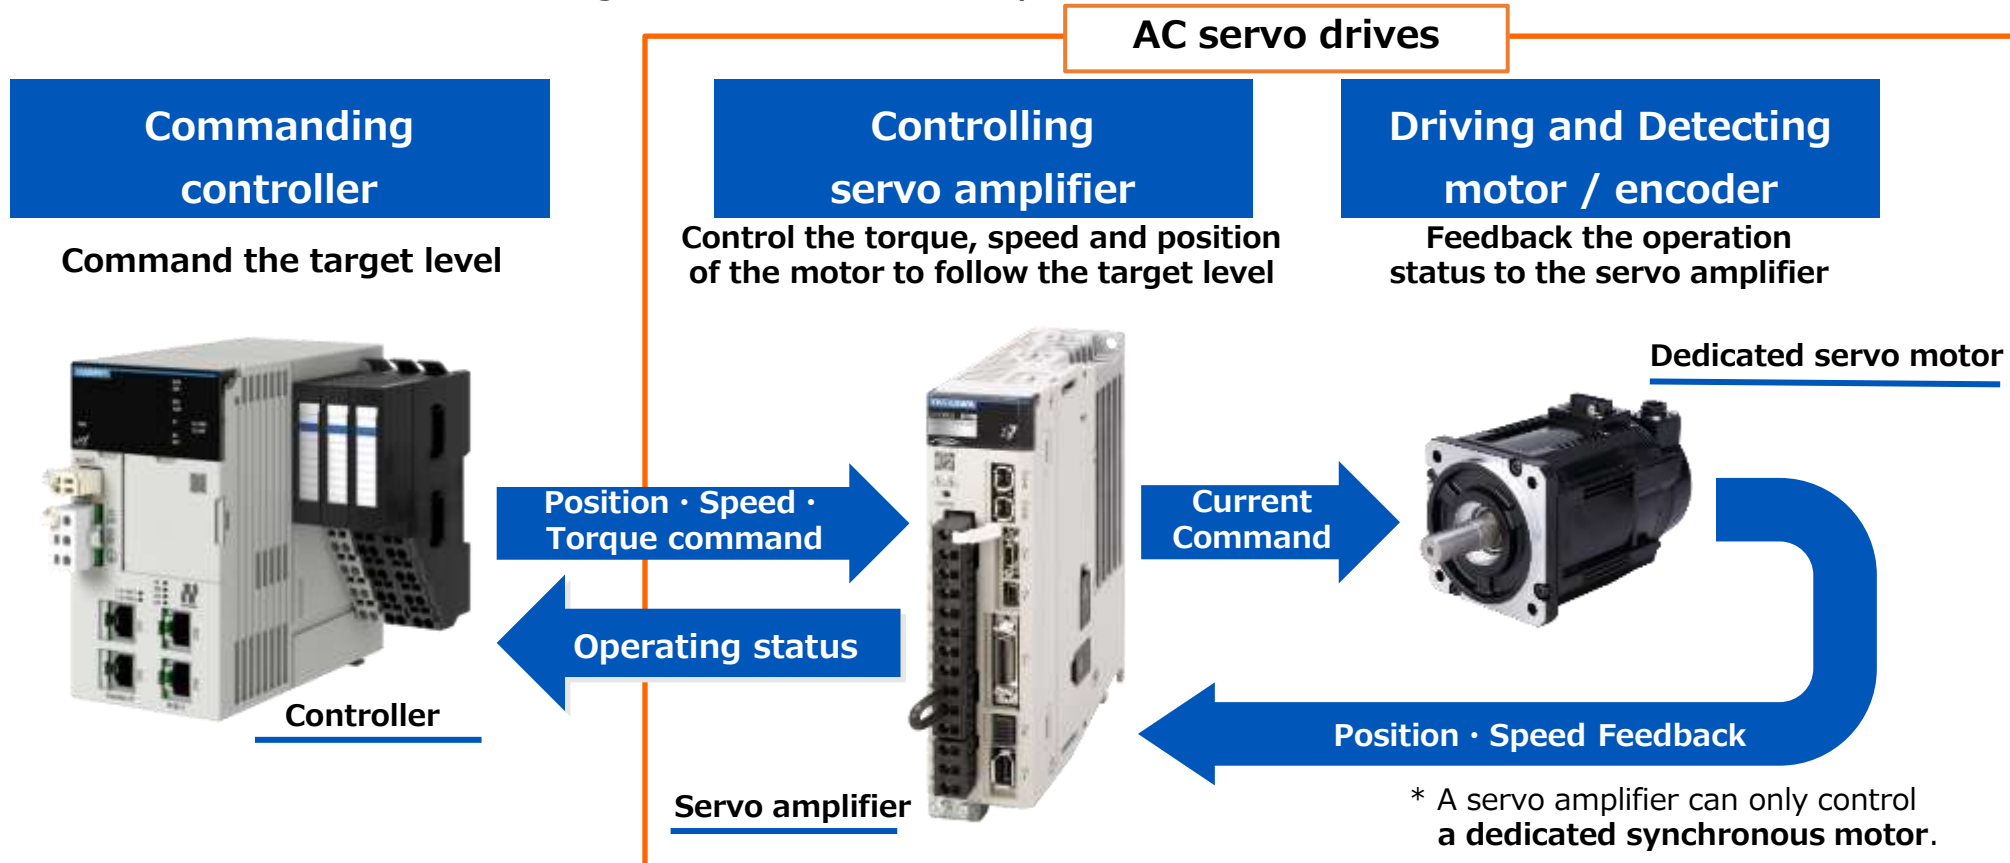 AC servo drives
Commanding
controller
Controlling
servo amplifier
Driving and Detecting
motor / encoder
Command the target level
Control the torque, speed and position
of the motor to follow the target level
Feedback the operation
status to the servo amplifier
Dedicated servo motor
Position・Speed・
Torque command
Current
Command
Operating status
Controller
Position・Speed Feedback
Servo amplifier
* A servo amplifier can only control
a dedicated synchronous motor.